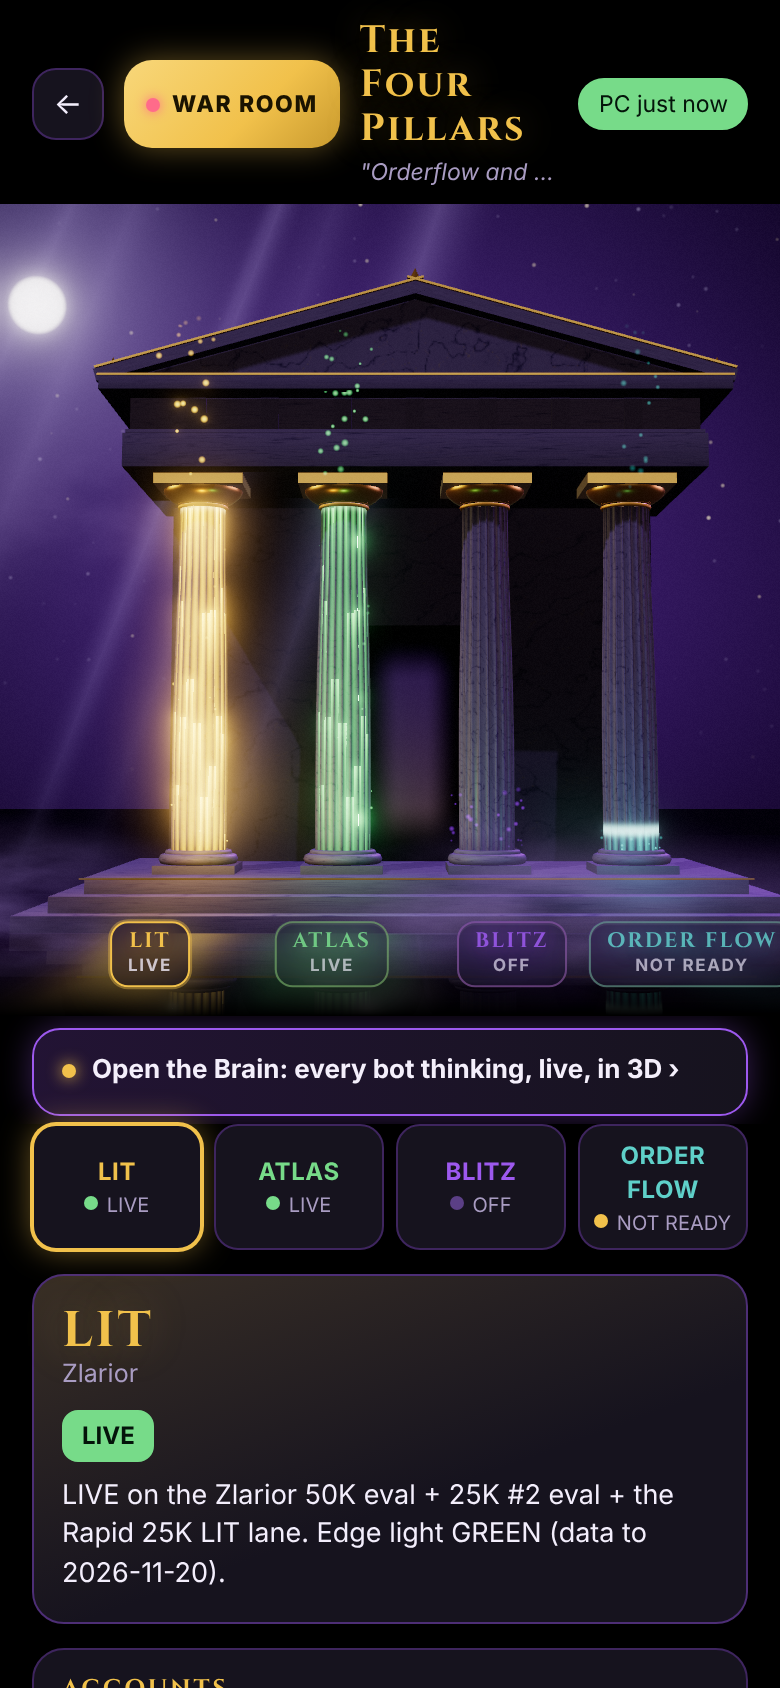 ←
WAR ROOM
THE
FOUR
PILLARS
"Orderflow and ...
PC just now
LIT
LIVE
ATLAS
LIVE
BLITZ
OFF
ORDER FLOW
NOT READY
Open the Brain: every bot thinking, live, in 3D ›
LIT
LIVE
ATLAS
LIVE
BLITZ
OFF
ORDER
FLOW
NOT READY
LIT
Zlarior
LIVE
LIVE on the Zlarior 50K eval + 25K #2 eval + the
Rapid 25K LIT lane. Edge light GREEN (data to
2026-11-20).
ACCOUNTS